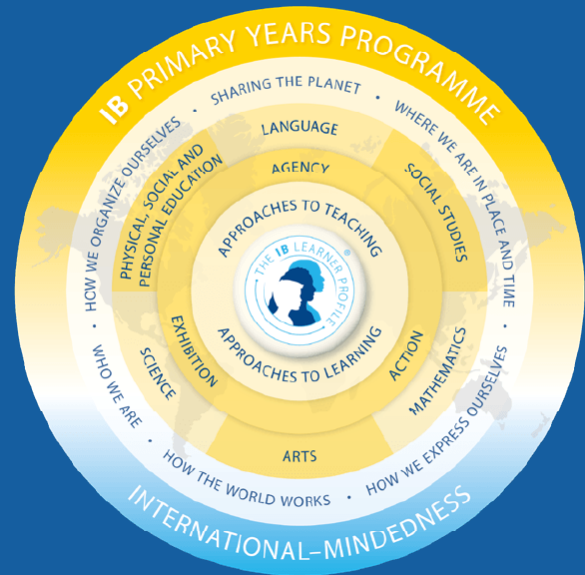 IB PRIMARY YEARS PROGRAMME
SHARING THE PLANET
WHERE WE ARE IN PLACE AND TIME
HOW WE EXPRESS OURSELVES
HOW THE WORLD WORKS
WHO WE ARE
HOW WE ORGANIZE OURSELVES
LANGUAGE
SOCIAL STUDIES
MATHEMATICS
ARTS
SCIENCE
PHYSICAL, SOCIAL AND
PERSONAL EDUCATION
AGENCY
ACTION
EXHIBITION
APPROACHES TO TEACHING
APPROACHES TO LEARNING
THE IB LEARNER PROFILE
®
INTERNATIONAL–MINDEDNESS